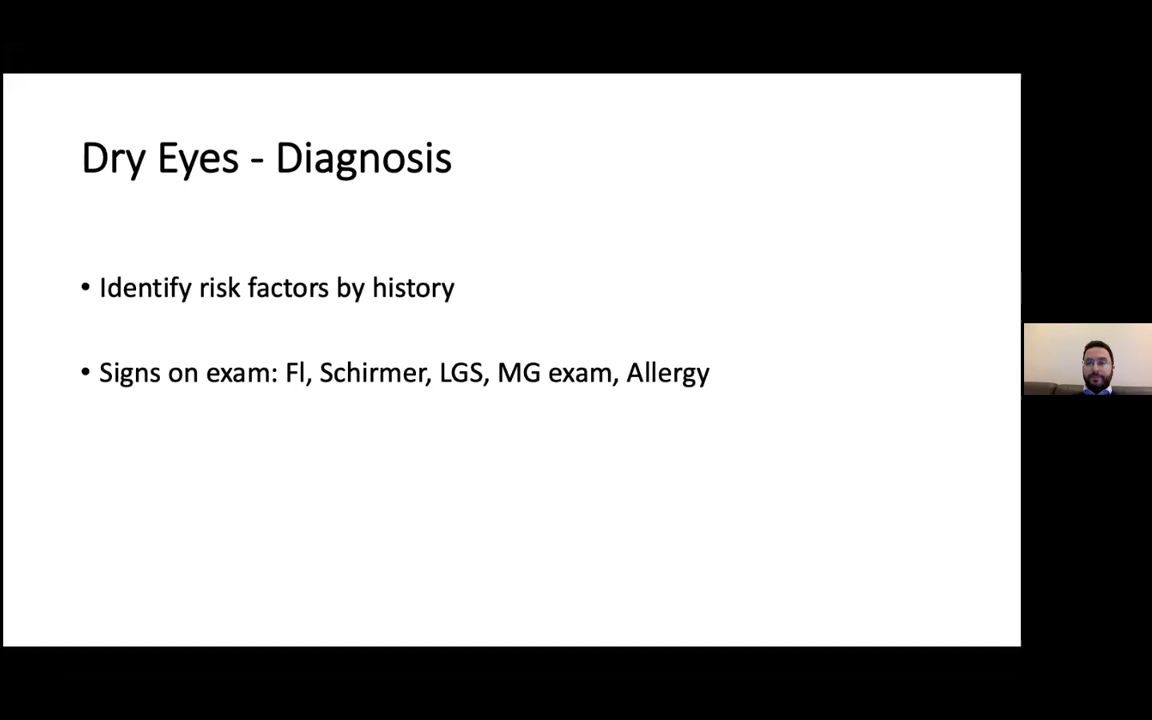 Dry Eyes - Diagnosis
• Identify risk factors by history
• Signs on exam: Fl, Schirmer, LGS, MG exam, Allergy